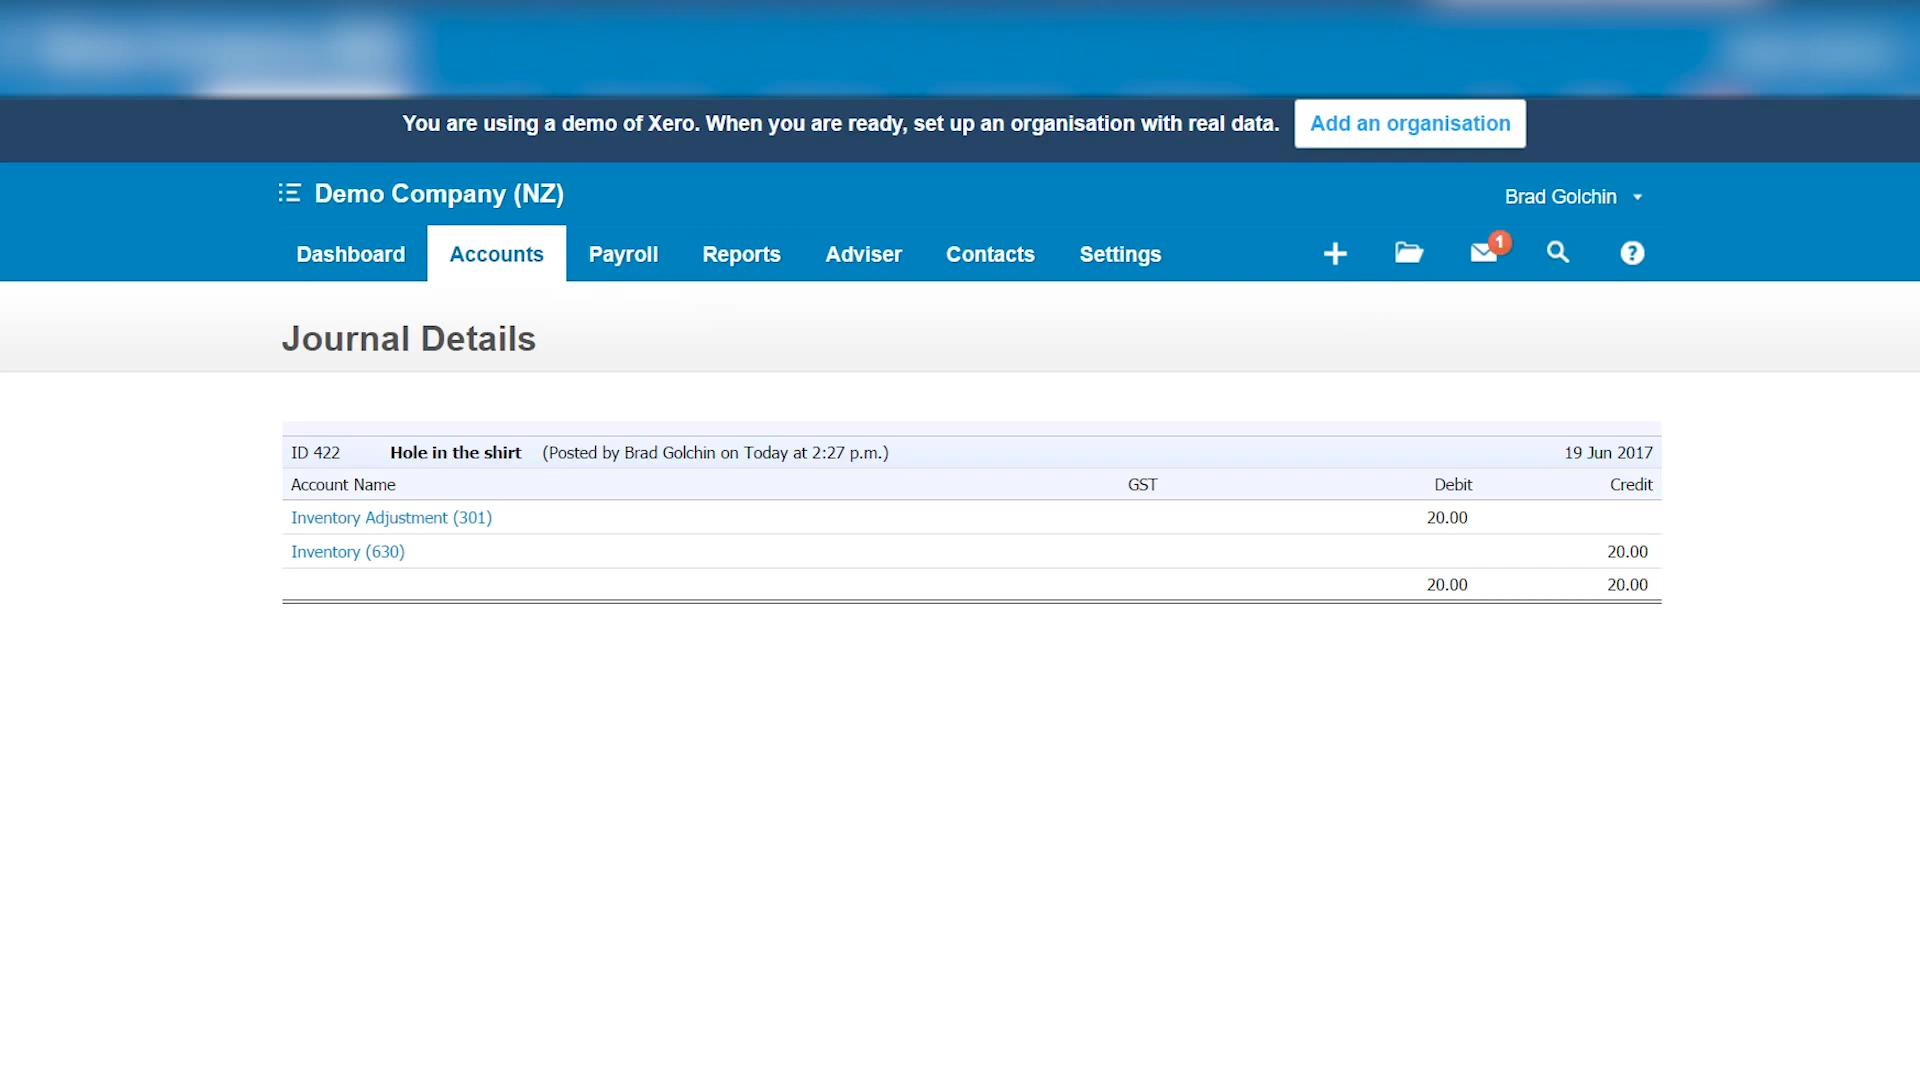 You are using a demo of Xero. When you are ready, set up an organisation with real data. Add an organisation
Demo Company (NZ)
Brad Golchin
Dashboard Accounts Payroll Reports Adviser Contacts Settings 1 ?
Journal Details
ID 422 Hole in the shirt (Posted by Brad Golchin on Today at 2:27 p.m.) 19 Jun 2017
Account Name GST Debit Credit
Inventory Adjustment (301) 20.00
Inventory (630) 20.00
20.00 20.00